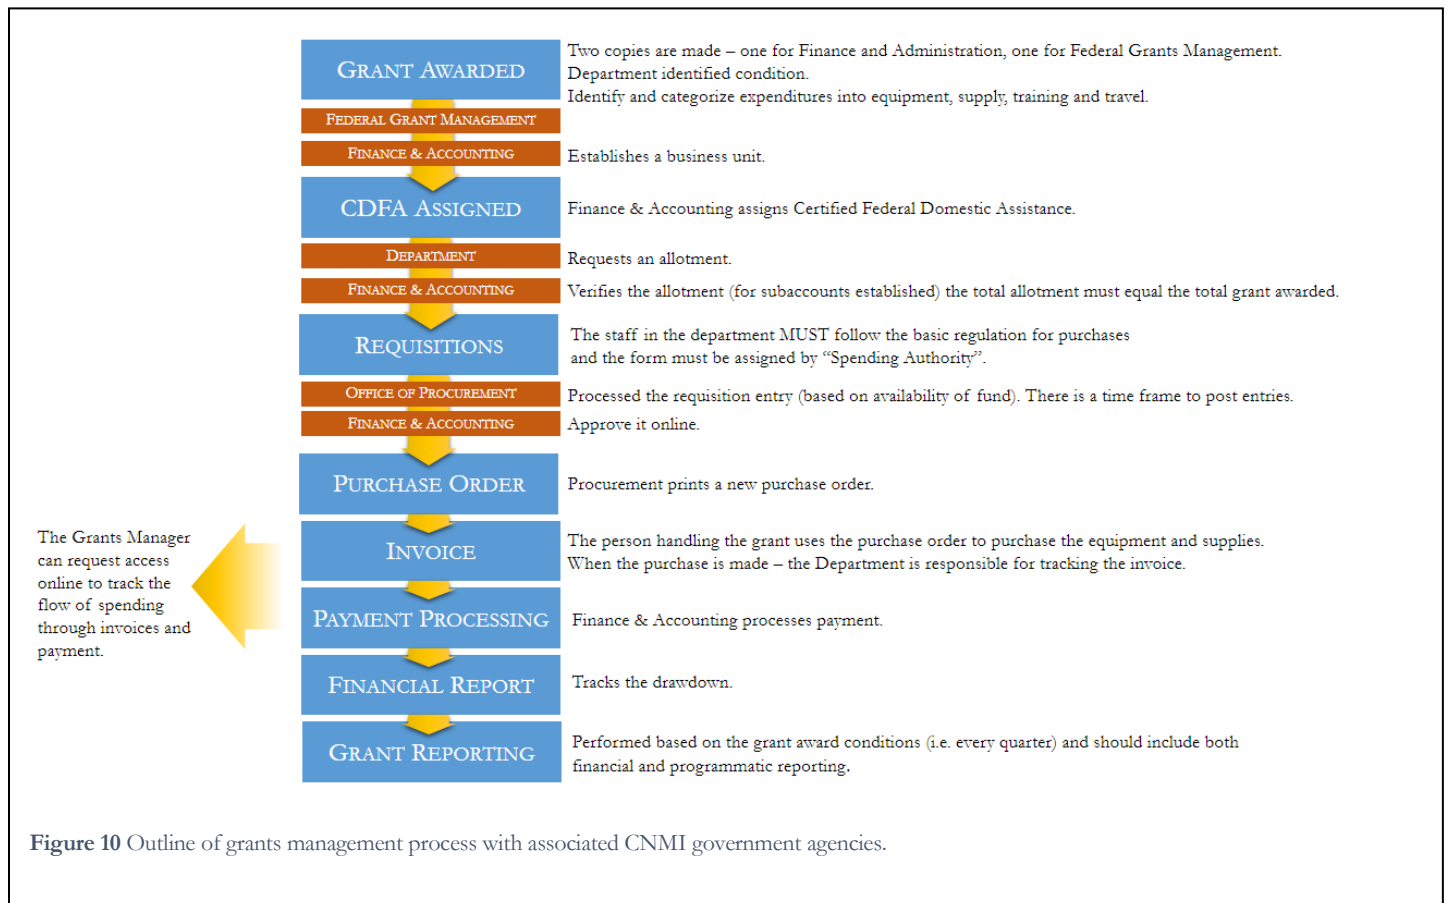 GRANT AWARDED
Two copies are made – one for Finance and Administration, one for Federal Grants Management.
Department identified condition.
Identify and categorize expenditures into equipment, supply, training and travel.
FEDERAL GRANT MANAGEMENT
FINANCE & ACCOUNTING
Establishes a business unit.
CDFA ASSIGNED
Finance & Accounting assigns Certified Federal Domestic Assistance.
DEPARTMENT
Requests an allotment.
FINANCE & ACCOUNTING
Verifies the allotment (for subaccounts established) the total allotment must equal the total grant awarded.
REQUISITIONS
The staff in the department MUST follow the basic regulation for purchases
and the form must be assigned by “Spending Authority”.
OFFICE OF PROCUREMENT
Processed the requisition entry (based on availability of fund). There is a time frame to post entries.
FINANCE & ACCOUNTING
Approve it online.
PURCHASE ORDER
Procurement prints a new purchase order.
INVOICE
The person handling the grant uses the purchase order to purchase the equipment and supplies.
When the purchase is made – the Department is responsible for tracking the invoice.
The Grants Manager
can request access
online to track the
flow of spending
through invoices and
payment.
PAYMENT PROCESSING
Finance & Accounting processes payment.
FINANCIAL REPORT
Tracks the drawdown.
GRANT REPORTING
Performed based on the grant award conditions (i.e. every quarter) and should include both
financial and programmatic reporting.
Figure 10 Outline of grants management process with associated CNMI government agencies.